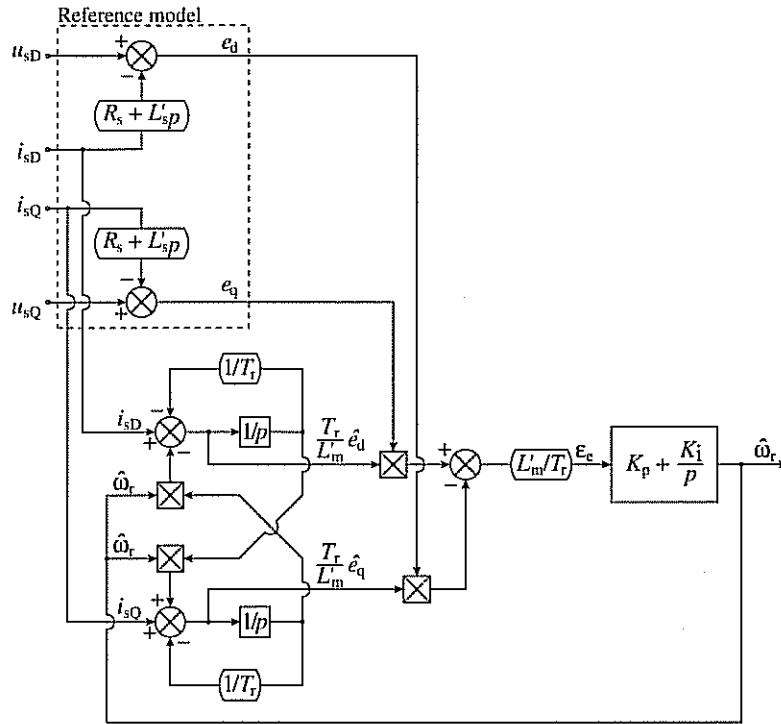 Reference model
u_sD
+
−
e_d
(R_s + L'_s p)
i_sD
i_sQ
(R_s + L'_s p)
−
e_q
u_sQ
+
(1/T_r)
−
i_sD
+
−
1/p
T_r/L'_m ê_d
+
−
(L'_m/T_r)
ε_e
K_p + K_i/p
ω̂_r
ω̂_r
ω̂_r
T_r/L'_m ê_q
+
i_sQ
+
−
1/p
(1/T_r)